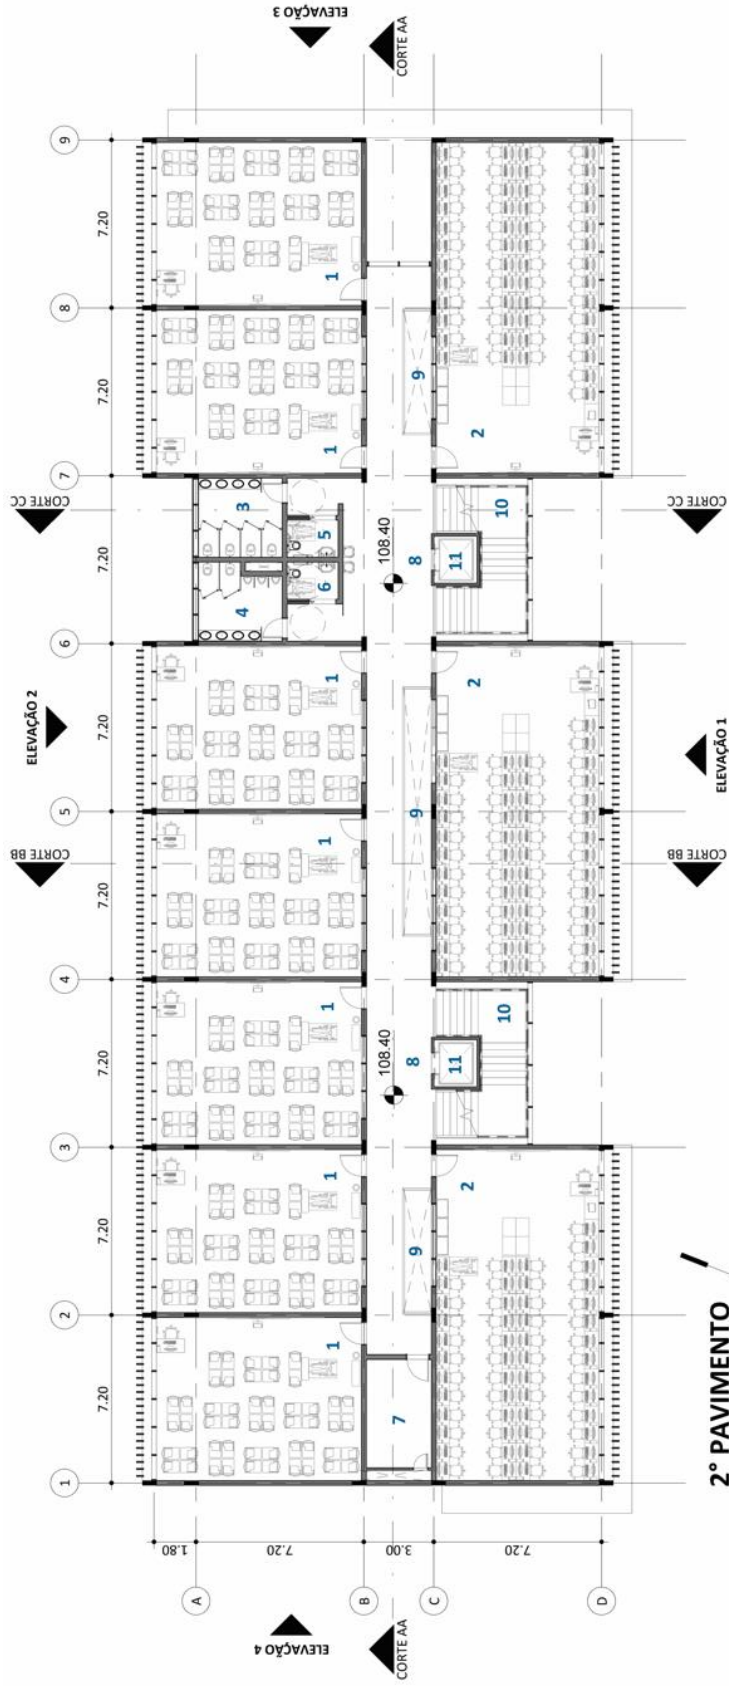 ELEVAÇÃO 2
CORTE BB
CORTE CC
1 2 3 4 5 6 7 8 9
7.20 7.20 7.20 7.20 7.20 7.20 7.20 7.20
1.80
A
7.20
4 3
ELEVAÇÃO 4
ELEVAÇÃO 3
6 5
1 1 1 1 1 1 1
B
3.00
108.40 108.40
CORTE AA
CORTE AA
7 9 8 9 8 9
C
2 11 2 11 2
10 10
7.20
D
CORTE BB
CORTE CC
ELEVAÇÃO 1
2° PAVIMENTO